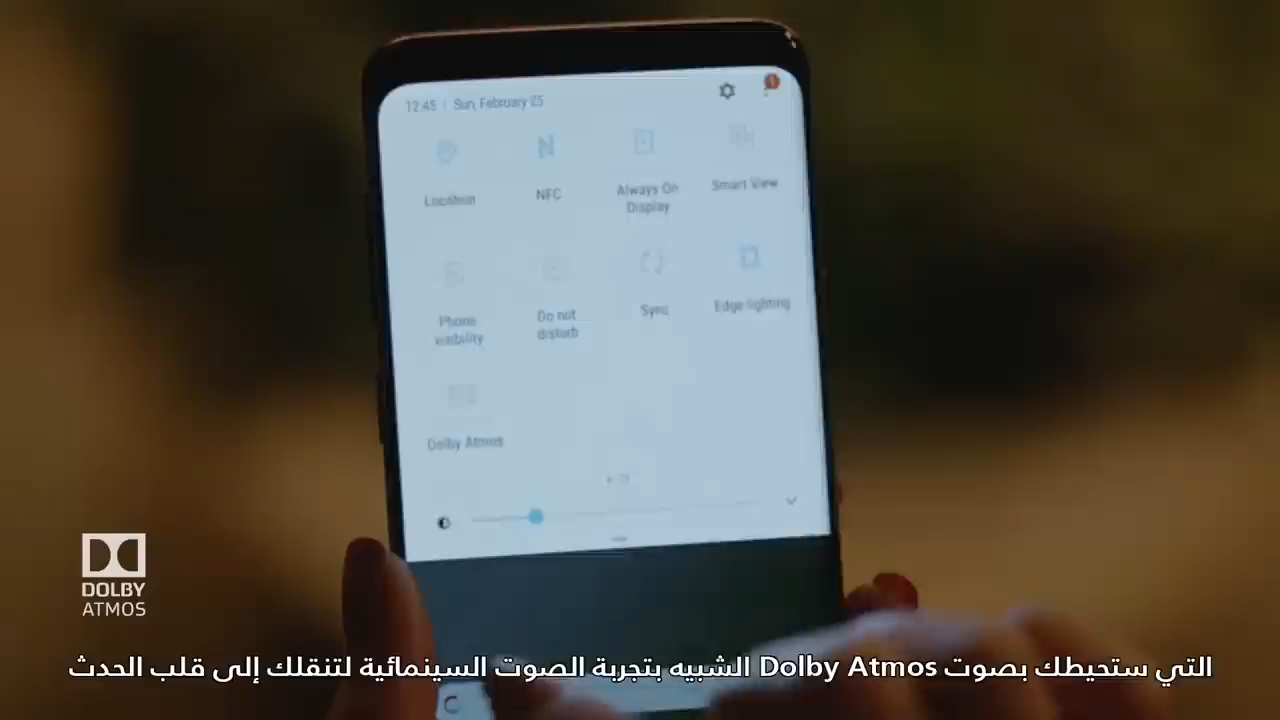 12:45 | Sun, February 25
Location
NFC
Always On
Display
Smart View
Phone
visibility
Do not
disturb
Sync
Edge lighting
Dolby Atmos
DOLBY
ATMOS
التي ستحيطك بصوت Dolby Atmos الشبيه بتجربة الصوت السينمائية لتنقلك إلى قلب الحدث